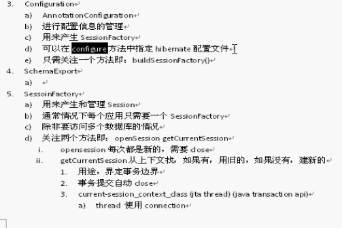 3. Configuration
a) AnnotationConfiguration
b) 进行配置信息的管理
c) 用来产生 SessionFactory
d) 可以在 configure 方法中指定 hibernate 配置文件
e) 只需关注一个方法即：buildSessionFactory()
4. SchemaExport
a)
5. SessoinFactory
a) 用来产生和管理 Session
b) 通常情况下每个应用只需要一个 SessionFactory
c) 除非要访问多个数据库的情况
d) 关注两个方法即：openSession getCurrentSession
i. opensession 每次都是新的，需要 close
ii. getCurrentSession 从上下文找，如果有，用旧的，如果没有，建新的
1. 用途，界定事务边界
2. 事务提交自动 close
3. current-session_context_class (jta thread) (java transaction api)
a) thread 使用 connection